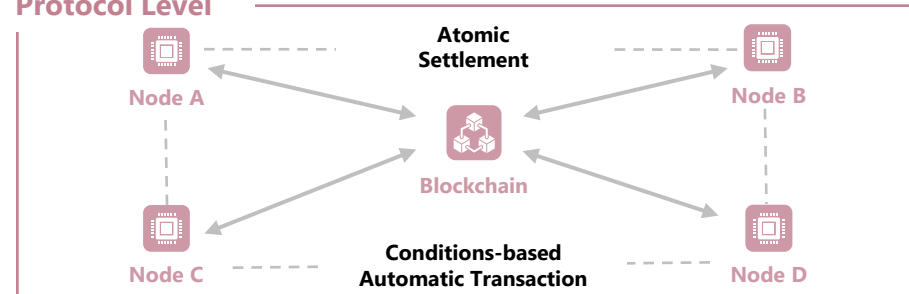 Protocol Level
Atomic
Settlement
Node A
Node B
Blockchain
Node C
Conditions-based
Automatic Transaction
Node D